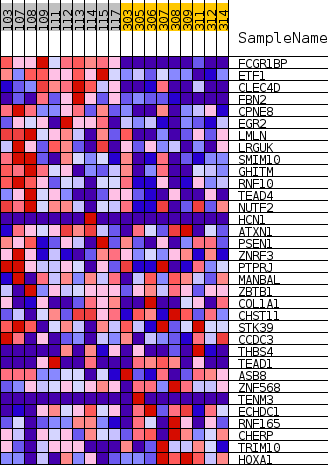 103 107 108 109 111 112 113 114 115 117 303 305 306 307 308 309 311 312 314
SampleName
FCGR1BP
ETF1
CLEC4D
FBN2
CPNE8
EGR2
LMLN
LRGUK
SMIM10
GHITM
RNF10
TEAD4
NUTF2
HCN1
ATXN1
PSEN1
ZNRF3
PTPRJ
MANBAL
ZBTB1
COL1A1
CHST11
STK39
CCDC3
THBS4
TEAD1
ASB8
ZNF568
TENM3
ECHDC1
RNF165
CHERP
TRIM10
HOXA1